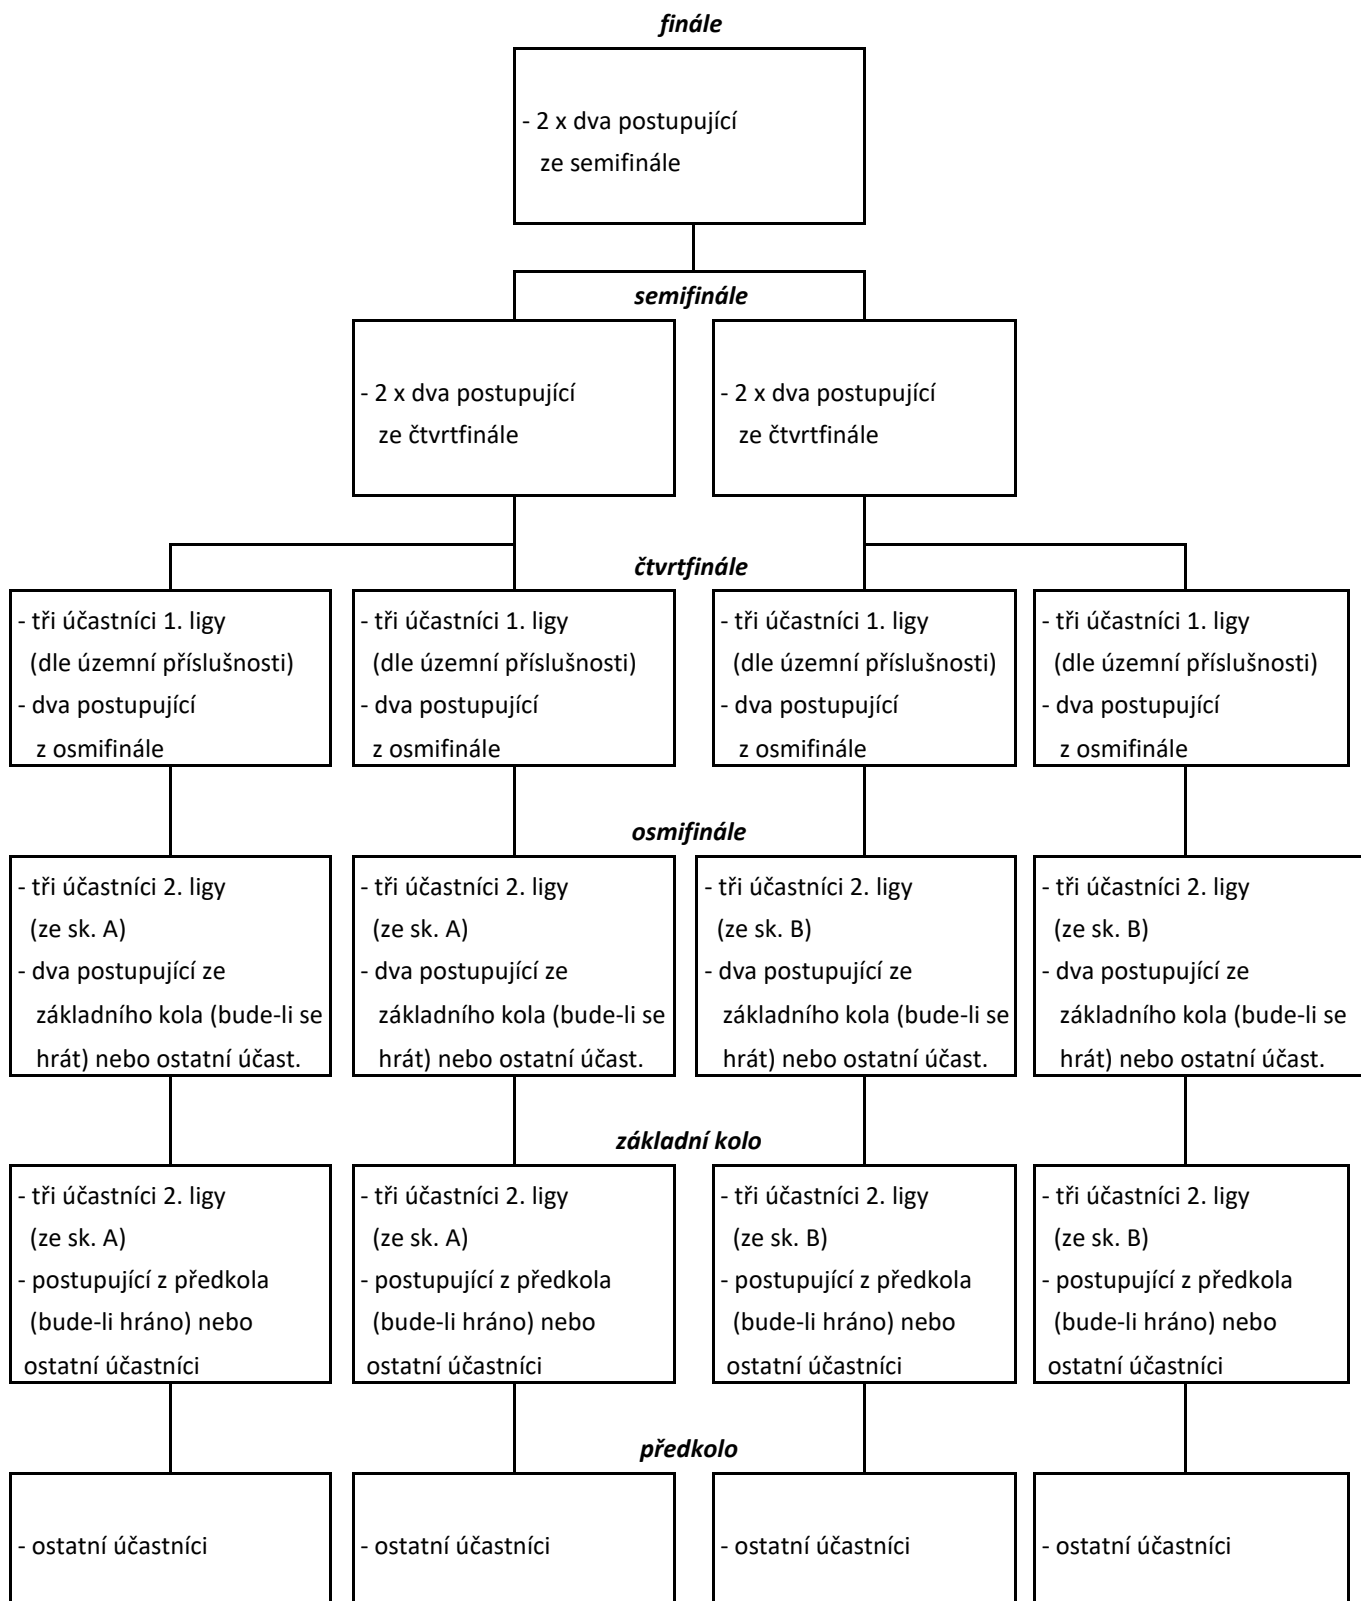 finále
- 2 x dva postupující
ze semifinále
semifinále
- 2 x dva postupující
ze čtvrtfinále
- 2 x dva postupující
ze čtvrtfinále
čtvrtfinále
- tři účastníci 1. ligy
(dle územní příslušnosti)
- dva postupující
z osmifinále
- tři účastníci 1. ligy
(dle územní příslušnosti)
- dva postupující
z osmifinále
- tři účastníci 1. ligy
(dle územní příslušnosti)
- dva postupující
z osmifinále
- tři účastníci 1. ligy
(dle územní příslušnosti)
- dva postupující
z osmifinále
osmifinále
- tři účastníci 2. ligy
(ze sk. A)
- dva postupující ze
základního kola (bude-li se
hrát) nebo ostatní účast.
- tři účastníci 2. ligy
(ze sk. A)
- dva postupující ze
základního kola (bude-li se
hrát) nebo ostatní účast.
- tři účastníci 2. ligy
(ze sk. B)
- dva postupující ze
základního kola (bude-li se
hrát) nebo ostatní účast.
- tři účastníci 2. ligy
(ze sk. B)
- dva postupující ze
základního kola (bude-li se
hrát) nebo ostatní účast.
základní kolo
- tři účastníci 2. ligy
(ze sk. A)
- postupující z předkola
(bude-li hráno) nebo
ostatní účastníci
- tři účastníci 2. ligy
(ze sk. A)
- postupující z předkola
(bude-li hráno) nebo
ostatní účastníci
- tři účastníci 2. ligy
(ze sk. B)
- postupující z předkola
(bude-li hráno) nebo
ostatní účastníci
- tři účastníci 2. ligy
(ze sk. B)
- postupující z předkola
(bude-li hráno) nebo
ostatní účastníci
předkolo
- ostatní účastníci
- ostatní účastníci
- ostatní účastníci
- ostatní účastníci